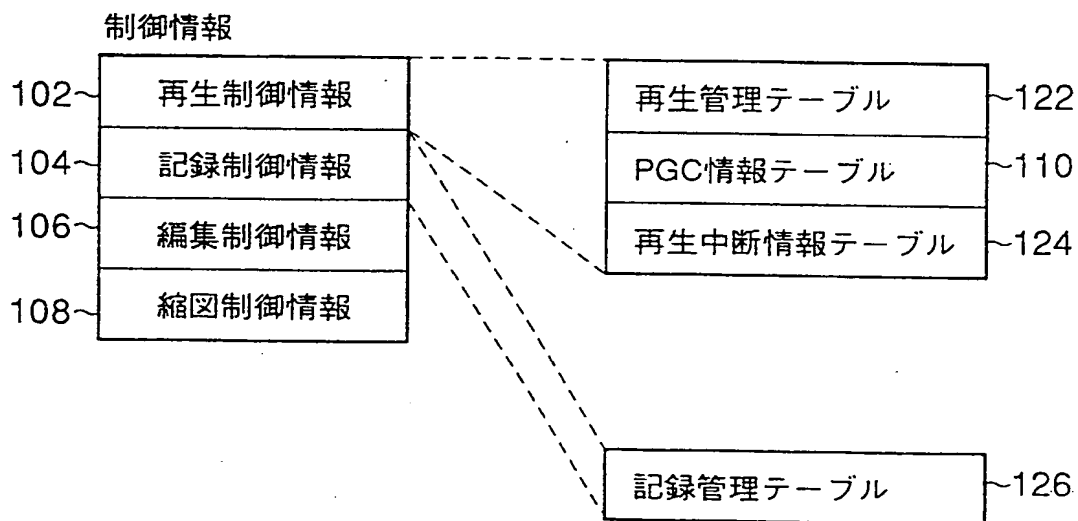 制御情報
102 再生制御情報
104 記録制御情報
106 編集制御情報
108 縮図制御情報
再生管理テーブル 122
PGC情報テーブル 110
再生中断情報テーブル 124
記録管理テーブル 126